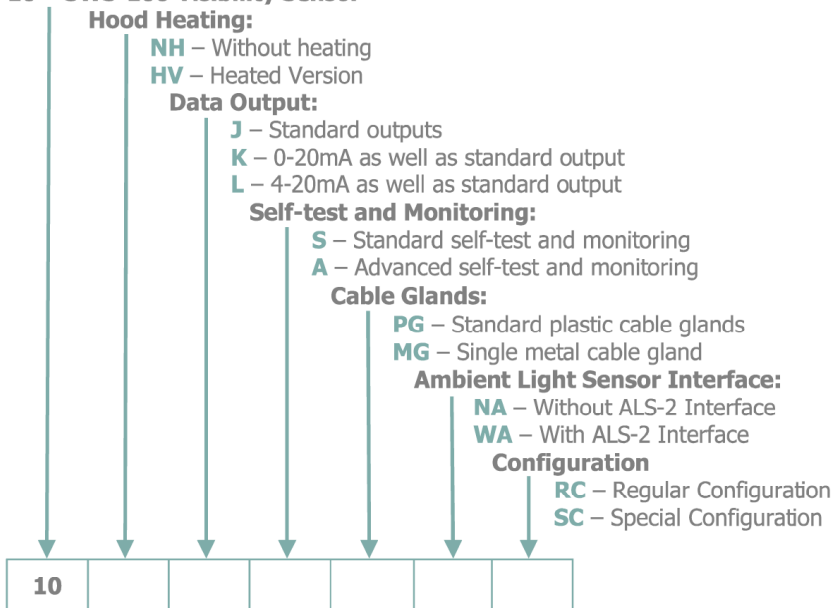 Hood Heating:
NH – Without heating
HV – Heated Version
Data Output:
J – Standard outputs
K – 0-20mA as well as standard output
L – 4-20mA as well as standard output
Self-test and Monitoring:
S – Standard self-test and monitoring
A – Advanced self-test and monitoring
Cable Glands:
PG – Standard plastic cable glands
MG – Single metal cable gland
Ambient Light Sensor Interface:
NA – Without ALS-2 Interface
WA – With ALS-2 Interface
Configuration
RC – Regular Configuration
SC – Special Configuration
10